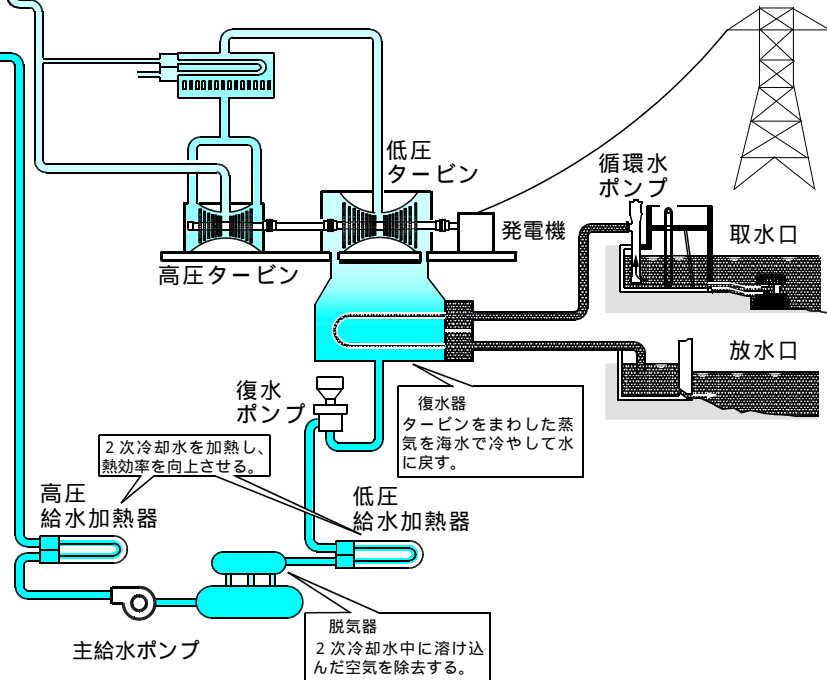 低圧
タービン
循環水
ポンプ
発電機
取水口
高圧タービン
放水口
復水
ポンプ
復水器
タービンをまわした蒸
気を海水で冷やして水
に戻す。
２次冷却水を加熱し、
熱効率を向上させる。
高圧
給水加熱器
低圧
給水加熱器
脱気器
２次冷却水中に溶け込
んだ空気を除去する。
主給水ポンプ